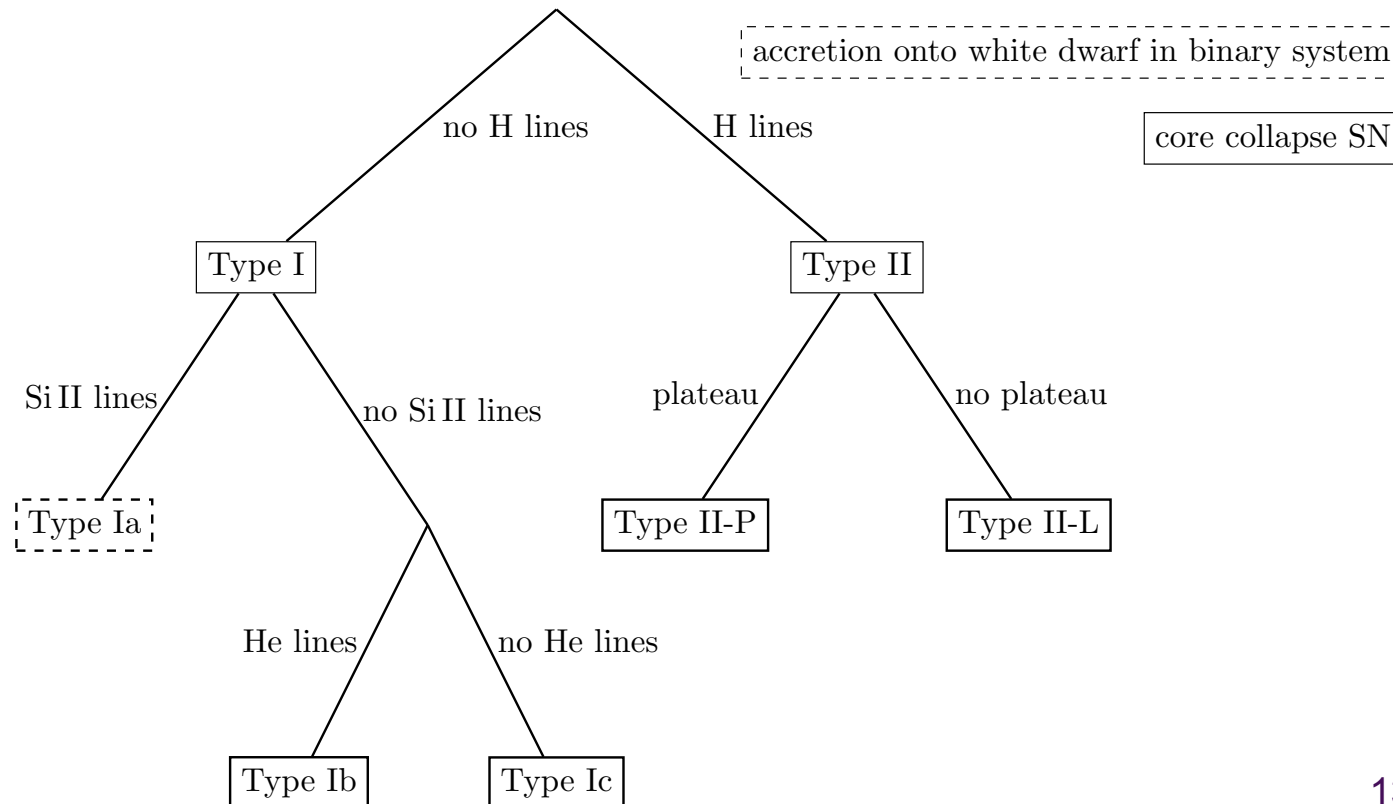 accretion onto white dwarf in binary system
no H lines
H lines
core collapse SN
Type I
Type II
Si II lines
no Si II lines
plateau
no plateau
Type Ia
Type II-P
Type II-L
He lines
no He lines
Type Ib
Type Ic